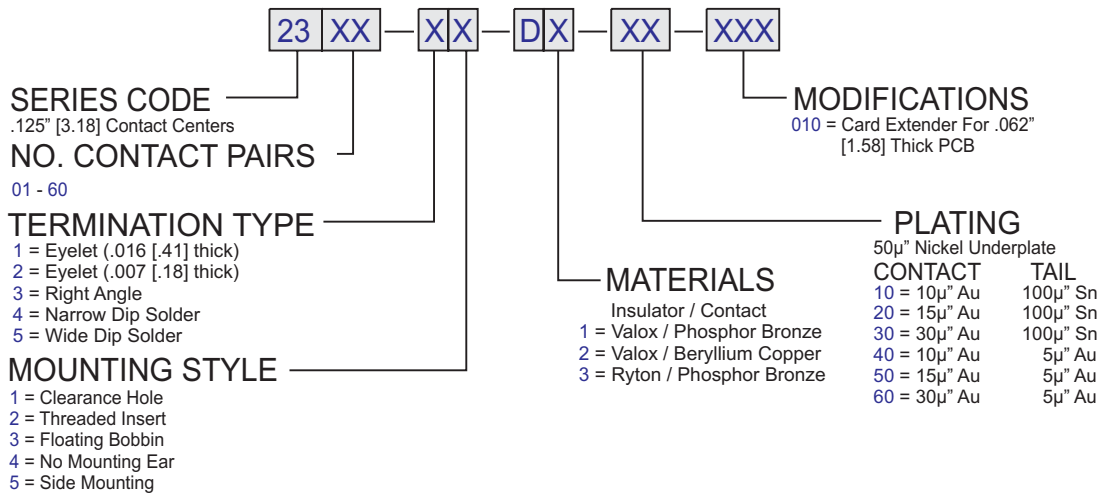 23 XX — X X — D X — XX — XXX
SERIES CODE
.125” [3.18] Contact Centers
NO. CONTACT PAIRS
01 - 60
TERMINATION TYPE
1 = Eyelet (.016 [.41] thick)
2 = Eyelet (.007 [.18] thick)
3 = Right Angle
4 = Narrow Dip Solder
5 = Wide Dip Solder
MOUNTING STYLE
1 = Clearance Hole
2 = Threaded Insert
3 = Floating Bobbin
4 = No Mounting Ear
5 = Side Mounting
MATERIALS
Insulator / Contact
1 = Valox / Phosphor Bronze
2 = Valox / Beryllium Copper
3 = Ryton / Phosphor Bronze
MODIFICATIONS
010 = Card Extender For .062”
[1.58] Thick PCB
PLATING
50µ” Nickel Underplate
CONTACT TAIL
10 = 10µ” Au 100µ” Sn
20 = 15µ” Au 100µ” Sn
30 = 30µ” Au 100µ” Sn
40 = 10µ” Au 5µ” Au
50 = 15µ” Au 5µ” Au
60 = 30µ” Au 5µ” Au